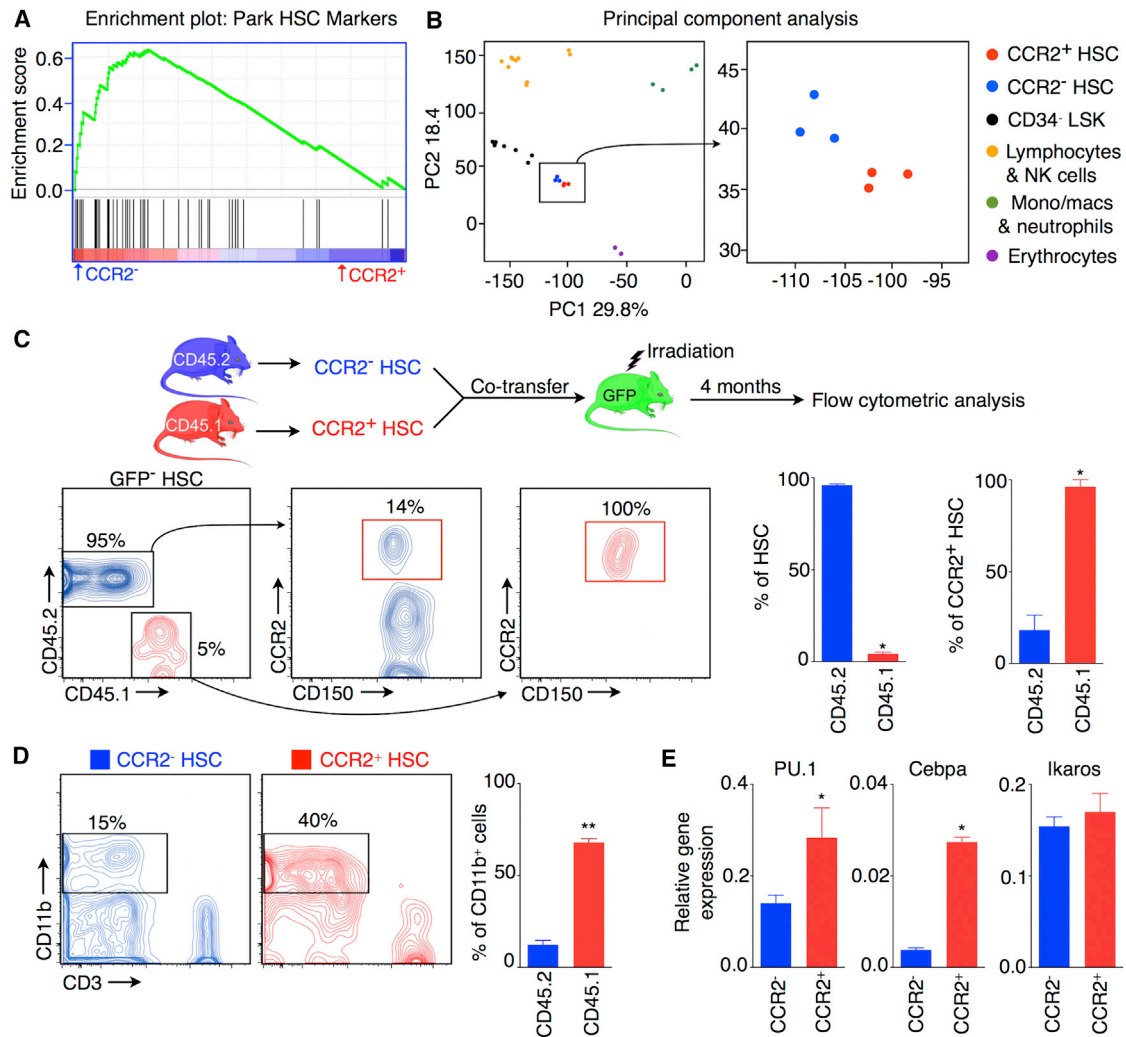 A
Enrichment plot: Park HSC Markers
Enrichment score
0.6
0.4
0.2
0.0
↑CCR2-
↑CCR2+
B
Principal component analysis
PC2 18.4
150
100
50
0
-150
-100
-50
0
PC1 29.8%
45
40
35
30
-110
-105
-100
-95
CCR2+ HSC
CCR2- HSC
CD34- LSK
Lymphocytes
& NK cells
Mono/macs
& neutrophils
Erythrocytes
C
CD45.2
CCR2- HSC
CD45.1
CCR2+ HSC
Co-transfer
Irradiation
GFP
4 months
Flow cytometric analysis
GFP- HSC
95%
5%
CD45.2
CD45.1
14%
CCR2
CD150
100%
CCR2
CD150
% of HSC
100
50
0
*
CD45.2
CD45.1
% of CCR2+ HSC
100
50
0
*
CD45.2
CD45.1
D
CCR2- HSC
CCR2+ HSC
15%
40%
CD11b
CD3
% of CD11b+ cells
100
50
0
**
CD45.2
CD45.1
E
Relative gene
expression
PU.1
0.4
0.2
0.0
*
CCR2-
CCR2+
Cebpa
0.04
0.02
0.00
*
CCR2-
CCR2+
Ikaros
0.2
0.1
0.0
CCR2-
CCR2+